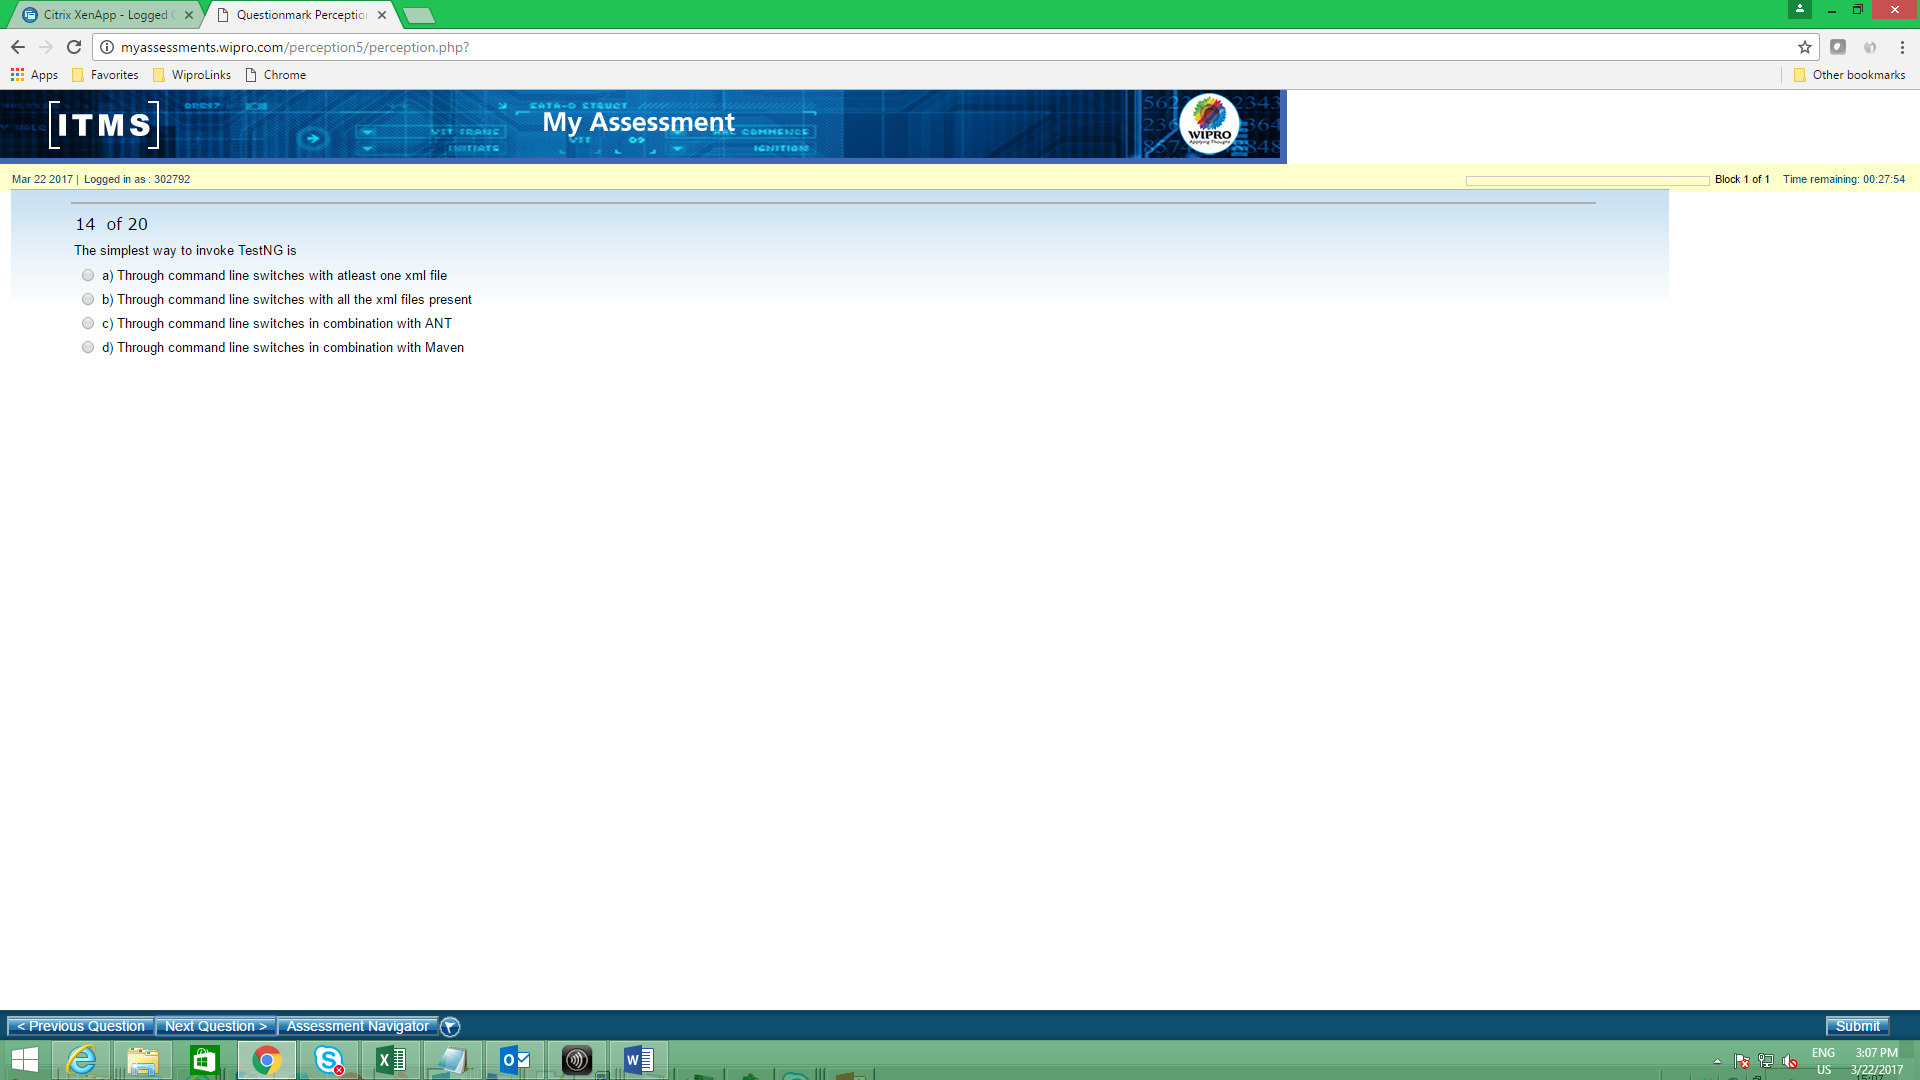 Citrix XenApp - Logged
Questionmark Perception
myassessments.wipro.com/perception5/perception.php?
Apps
Favorites
WiproLinks
Chrome
Other bookmarks
ITMS
My Assessment
WIPRO
Applying Thought
Mar 22 2017 | Logged in as : 302792
Block 1 of 1
Time remaining: 00:27:54
14 of 20
The simplest way to invoke TestNG is
a) Through command line switches with atleast one xml file
b) Through command line switches with all the xml files present
c) Through command line switches in combination with ANT
d) Through command line switches in combination with Maven
< Previous Question
Next Question >
Assessment Navigator
Submit
ENG
US
3:07 PM
3/22/2017